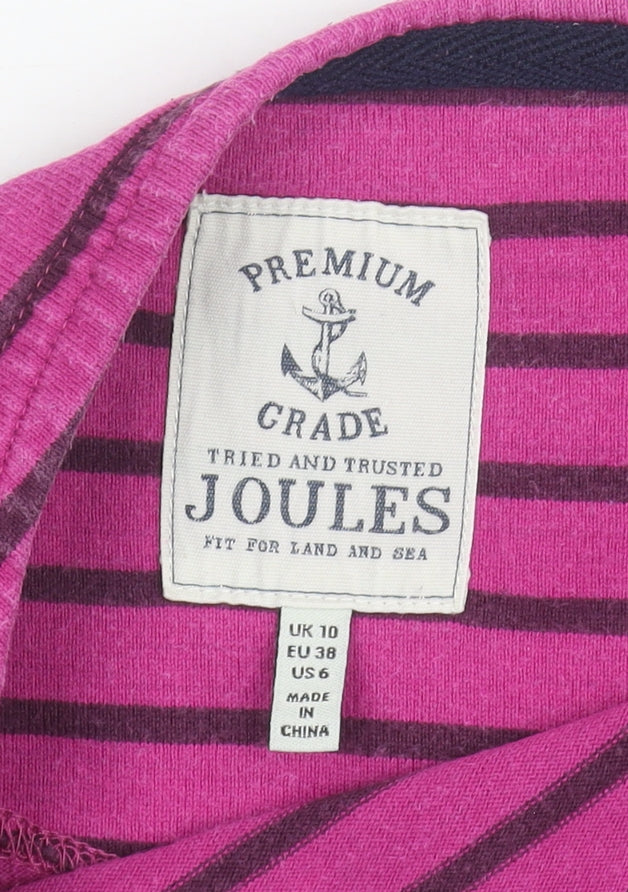 PREMIUM
GRADE
TRIED AND TRUSTED
JOULES
FIT FOR LAND AND SEA
UK 10
EU 38
US 6
MADE
IN
CHINA